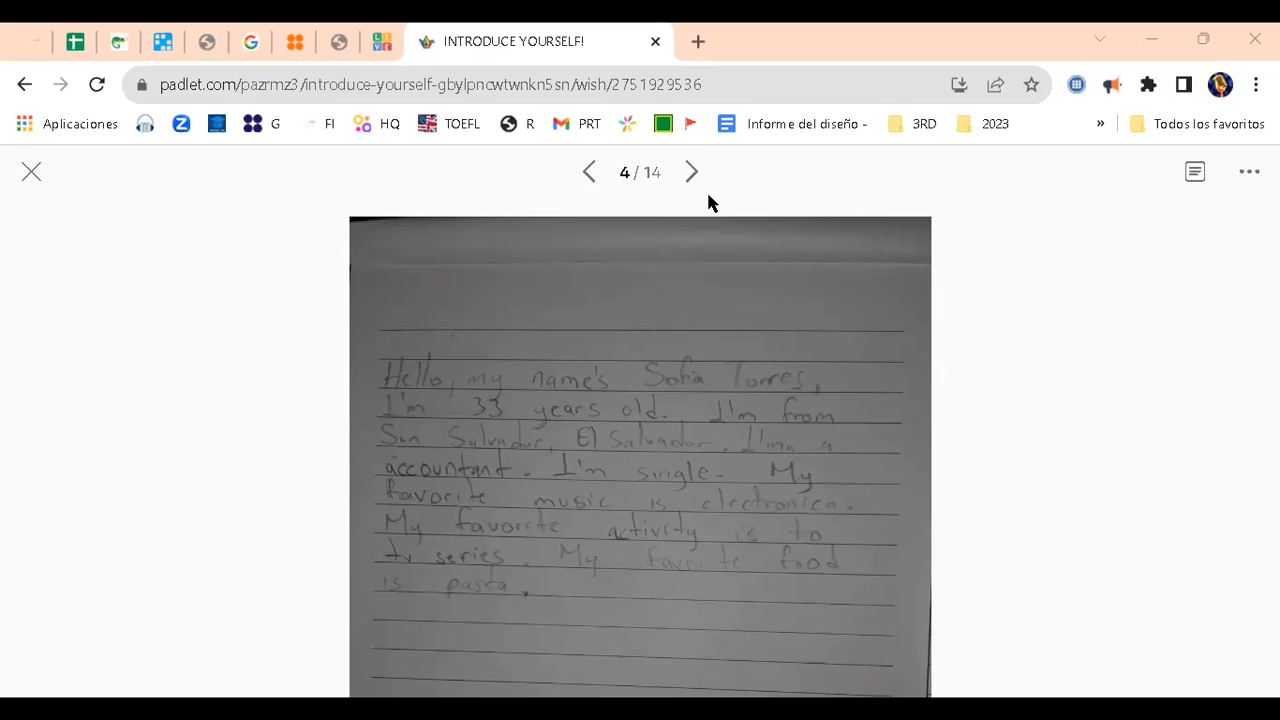 INTRODUCE YOURSELF!
padlet.com/pazrmz3/introduce-yourself-gbylpncwtwnkn5sn/wish/2751929536
Aplicaciones G FI HQ TOEFL R PRT Informe del diseño - 3RD 2023 » Todos los favoritos
4 / 14
Hello, my name's Sofia Torres,
I'm 33 years old. I'm from
San Salvador, El Salvador. I'm a
accountant. I'm single. My
favorite music is electronica.
My favorite activity is to
tv series. My favorite food
is pasta.